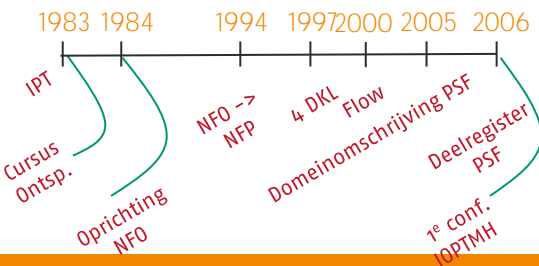 1983 1984 1994 1997 2000 2005 2006
IPT
Cursus
Ontsp.
Oprichting
NFO
NFO ->
NFP
4 DKL
Flow
Domeinomschrijving PSF
Deelregister
PSF
1e conf.
IOPTMH